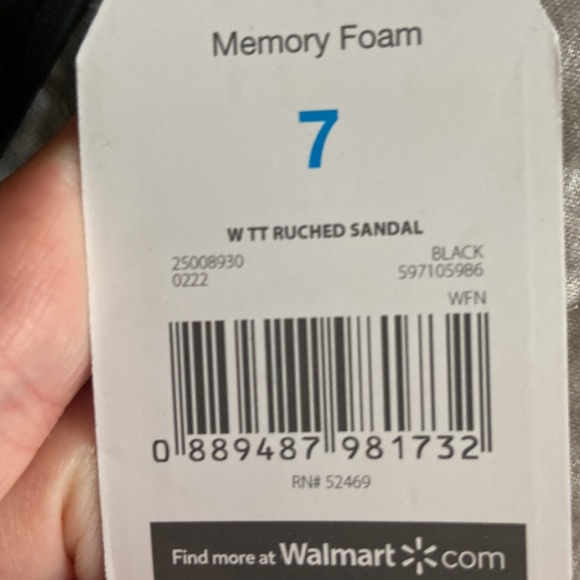 Memory Foam
7
W TT RUCHED SANDAL
25008930 BLACK
0222 597105986
WFN
0 889487 981732
RN# 52469
Find more at Walmart com